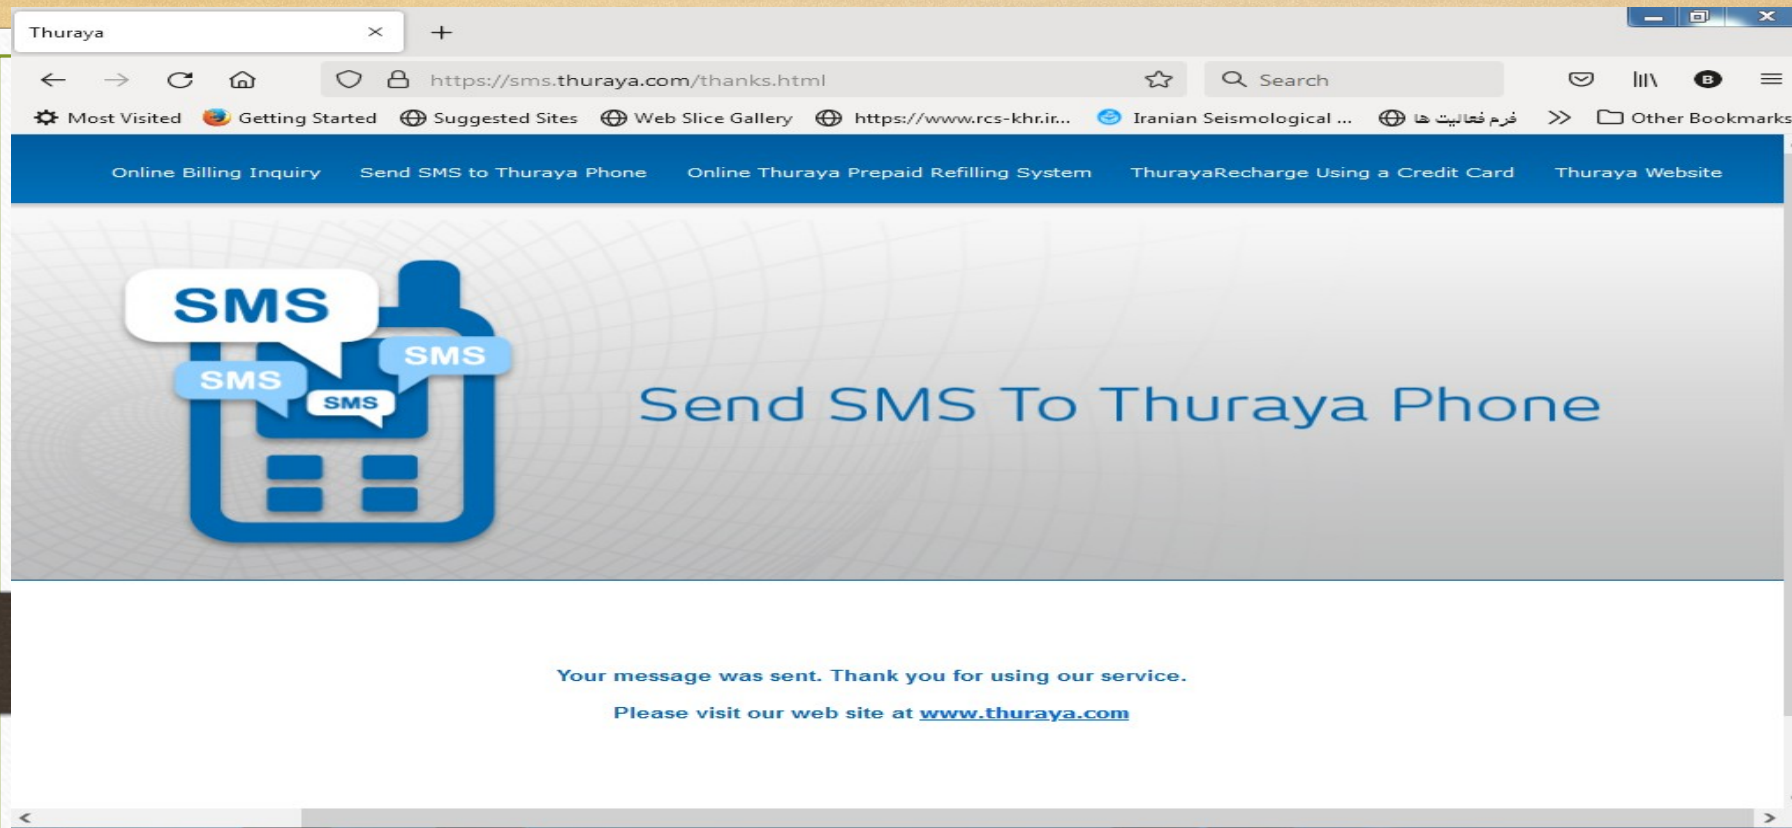 Thuraya
https://sms.thuraya.com/thanks.html
Search
Most Visited
Getting Started
Suggested Sites
Web Slice Gallery
https://www.rcs-khr.ir...
Iranian Seismological ...
فرم فعالیت ها
Other Bookmarks
Online Billing Inquiry
Send SMS to Thuraya Phone
Online Thuraya Prepaid Refilling System
ThurayaRecharge Using a Credit Card
Thuraya Website
SMS
SMS
SMS
SMS
Send SMS To Thuraya Phone
Your message was sent. Thank you for using our service.
Please visit our web site at www.thuraya.com